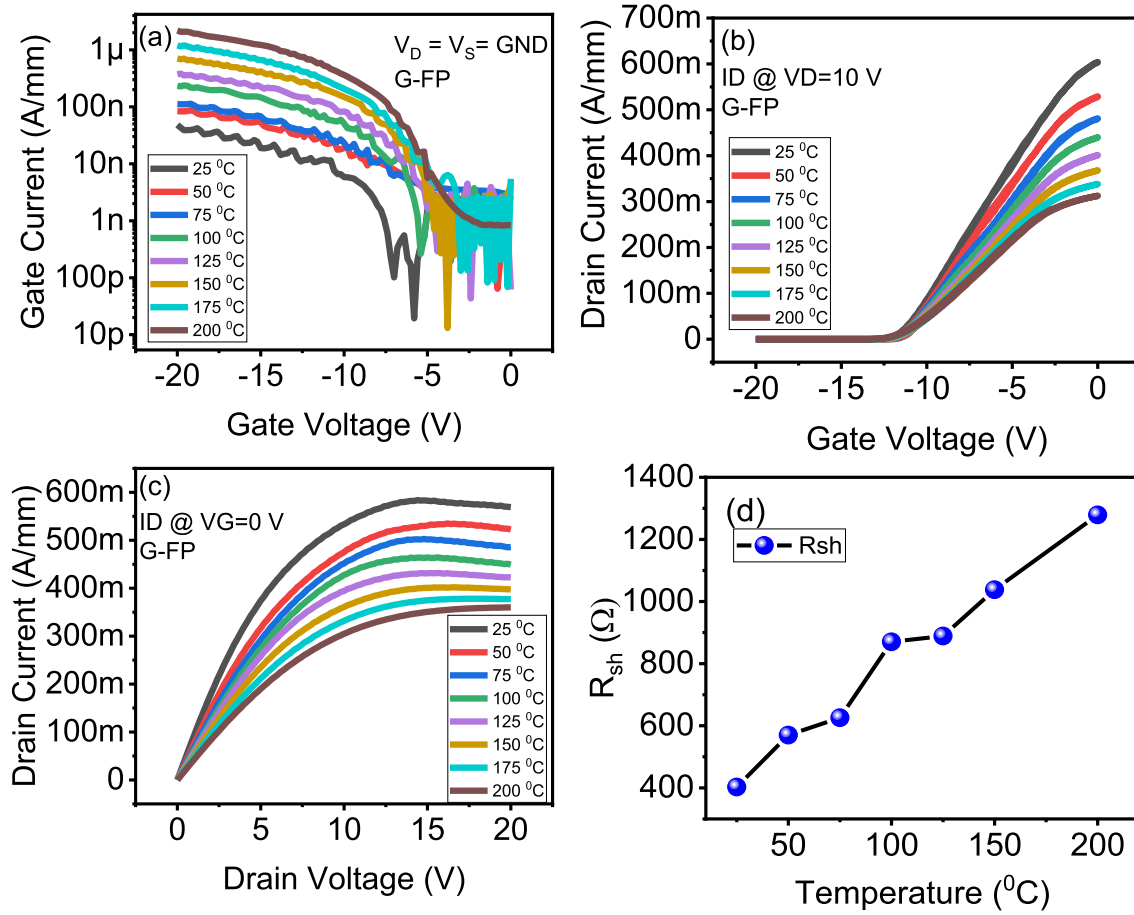 (a)
V_D = V_S= GND
G-FP
Gate Current (A/mm)
1µ
100n
10n
1n
100p
10p
25 ⁰C
50 ⁰C
75 ⁰C
100 ⁰C
125 ⁰C
150 ⁰C
175 ⁰C
200 ⁰C
-20 -15 -10 -5 0
Gate Voltage (V)
(b)
ID @ VD=10 V
G-FP
Drain Current (A/mm)
700m
600m
500m
400m
300m
200m
100m
0
25 ⁰C
50 ⁰C
75 ⁰C
100 ⁰C
125 ⁰C
150 ⁰C
175 ⁰C
200 ⁰C
-20 -15 -10 -5 0
Gate Voltage (V)
(c)
ID @ VG=0 V
G-FP
Drain Current (A/mm)
600m
500m
400m
300m
200m
100m
0
25 ⁰C
50 ⁰C
75 ⁰C
100 ⁰C
125 ⁰C
150 ⁰C
175 ⁰C
200 ⁰C
0 5 10 15 20
Drain Voltage (V)
(d)
Rsh
R_sh (Ω)
1400
1200
1000
800
600
400
50 100 150 200
Temperature (⁰C)